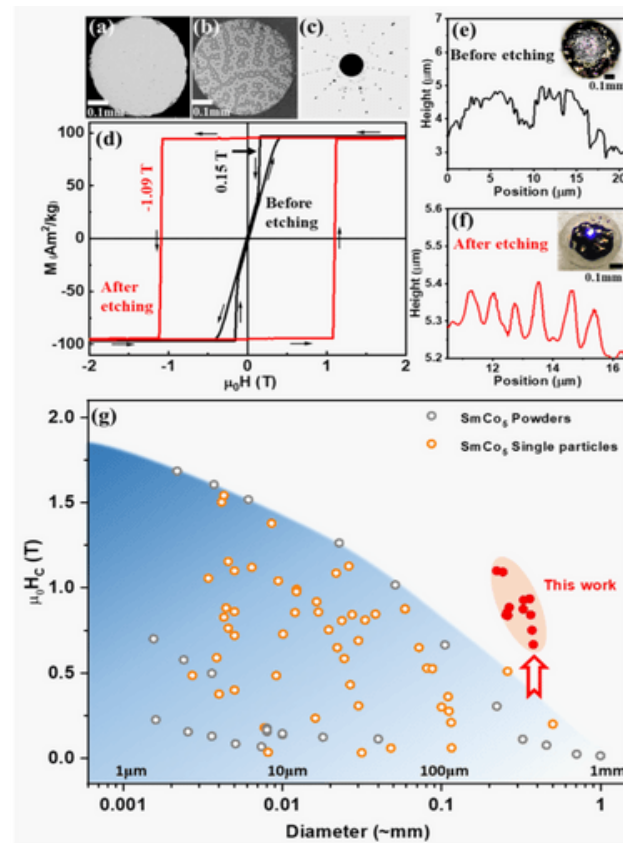 (a)
0.1mm
(b)
0.1mm
(c)
(d)
100
50
0
-50
-100
M (Am²/kg)
-1.09 T
0.15 T
Before
etching
After
etching
-2 -1 0 1 2
μ₀H (T)
(e)
Before etching
0.1mm
Height (μm)
6
5
4
3
0 5 10 15 20
Position (μm)
(f)
After etching
0.1mm
Height (μm)
5.6
5.5
5.4
5.3
5.2
12 14 16
Position (μm)
(g)
SmCo₅ Powders
SmCo₅ Single particles
This work
μ₀H_C (T)
2.0
1.5
1.0
0.5
0.0
1μm 10μm 100μm 1mm
0.001 0.01 0.1 1
Diameter (~mm)